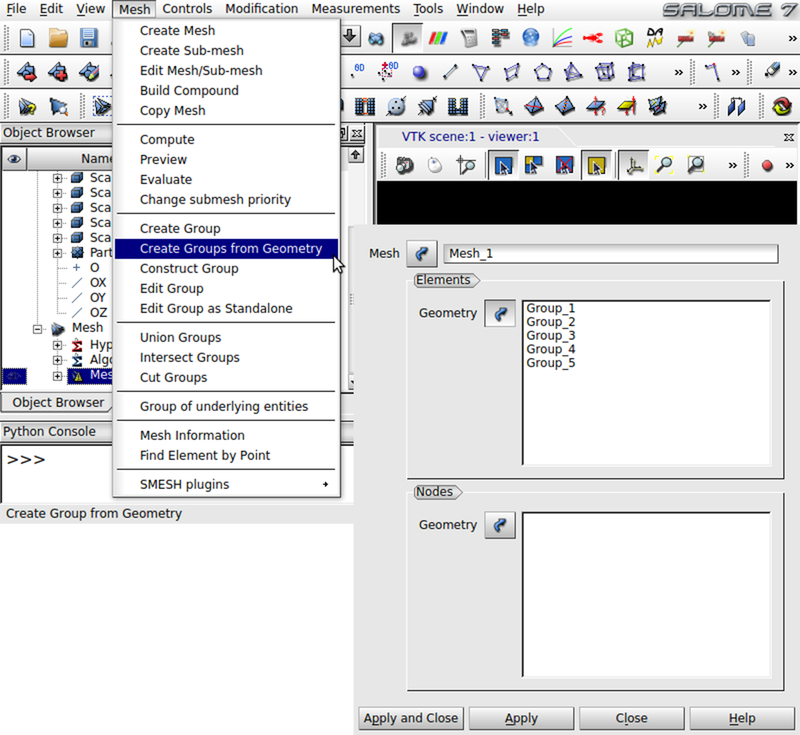 File Edit View Mesh Controls Modification Measurements Tools Window Help SALOME 7
Create Mesh
Create Sub-mesh
Edit Mesh/Sub-mesh
Build Compound
Copy Mesh
Compute
Preview
Evaluate
Change submesh priority
Create Group
Create Groups from Geometry
Construct Group
Edit Group
Edit Group as Standalone
Union Groups
Intersect Groups
Cut Groups
Group of underlying entities
Mesh Information
Find Element by Point
SMESH plugins
0D
0D
»
»
»
Object Browser
Name
Sca
Sca
Sca
Sca
Part
O
OX
OY
OZ
Mesh
Hyp
Algo
Mes
Object Browser
Python Console
>>>
Create Group from Geometry
VTK scene:1 - viewer:1
»
»
Mesh
Mesh_1
Elements
Geometry
Group_1
Group_2
Group_3
Group_4
Group_5
Nodes
Geometry
Apply and Close
Apply
Close
Help